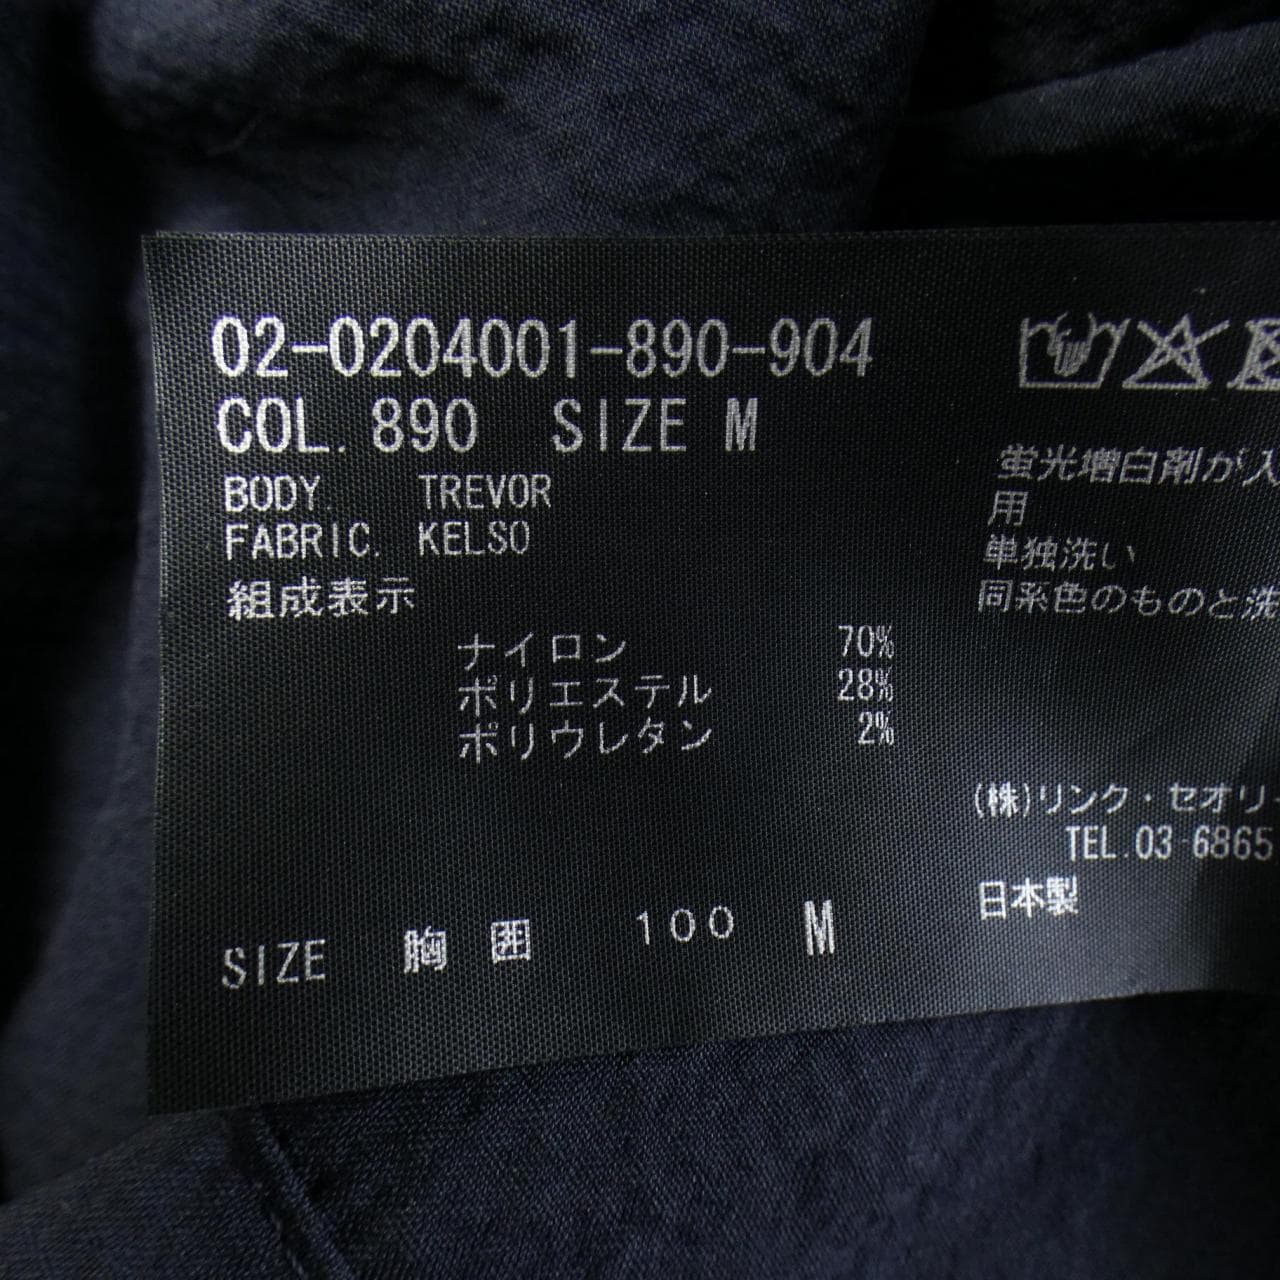 02-0204001-890-904
COL. 890 SIZE M
BODY. TREVOR
FABRIC. KELSO
組成表示
ナイロン 70%
ポリエステル 28%
ポリウレタン 2%
SIZE 胸囲 100 M
蛍光増白剤が入
用
単独洗い
同系色のものと洗
(株)リンク・セオリ
TEL.03-6865
日本製